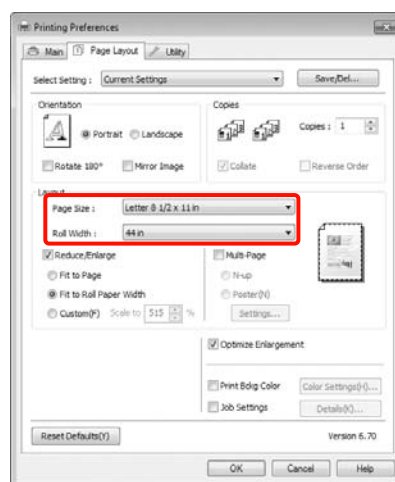 Printing Preferences
Main Page Layout Utility
Select Setting : Current Settings Save/Del...
Orientation Copies
Portrait Landscape Copies : 1
Rotate 180° Mirror Image Collate Reverse Order
Layout
Page Size : Letter 8 1/2 x 11 in
Roll Width : 44 in
Reduce/Enlarge Multi-Page
Fit to Page N-up
Fit to Roll Paper Width Poster(N)
Custom(F) Scale to 515 % Settings...
Optimize Enlargement
Print Bckg Color Color Settings(H)...
Job Settings Details(K)...
Reset Defaults(Y) Version 6.70
OK Cancel Help